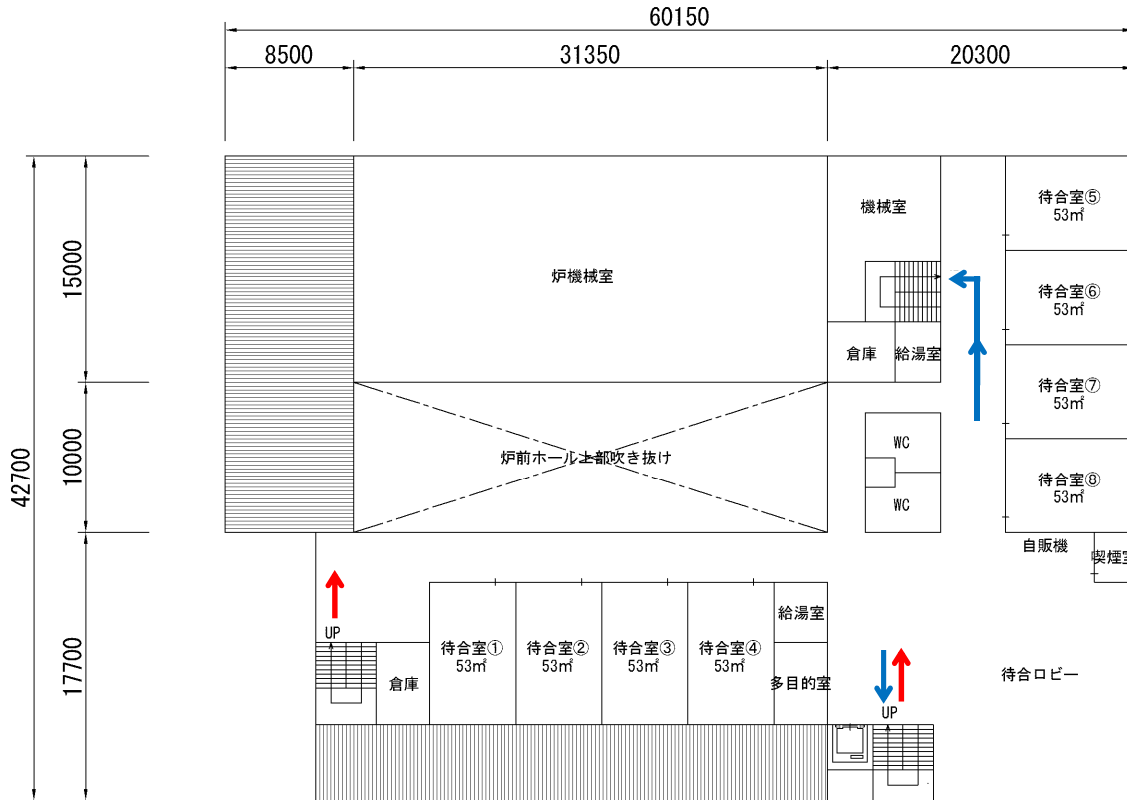 60150
8500
31350
20300
42700
15000
10000
17700
機械室
炉機械室
倉庫
給湯室
待合室⑤
53㎡
待合室⑥
53㎡
待合室⑦
53㎡
待合室⑧
53㎡
WC
WC
炉前ホール上部吹き抜け
自販機
喫煙室
UP
倉庫
待合室①
53㎡
待合室②
53㎡
待合室③
53㎡
待合室④
53㎡
給湯室
多目的室
UP
待合ロビー